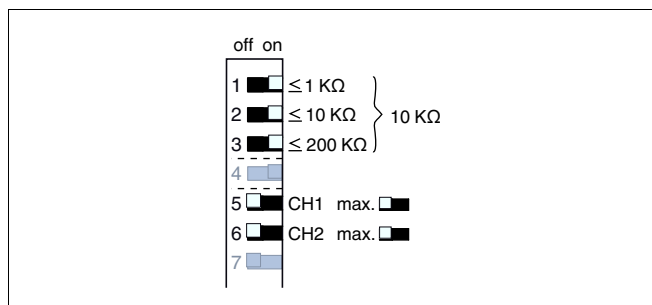 off on
1 ≤ 1 KΩ
2 ≤ 10 KΩ 10 KΩ
3 ≤ 200 KΩ
4
5 CH1 max.
6 CH2 max.
7